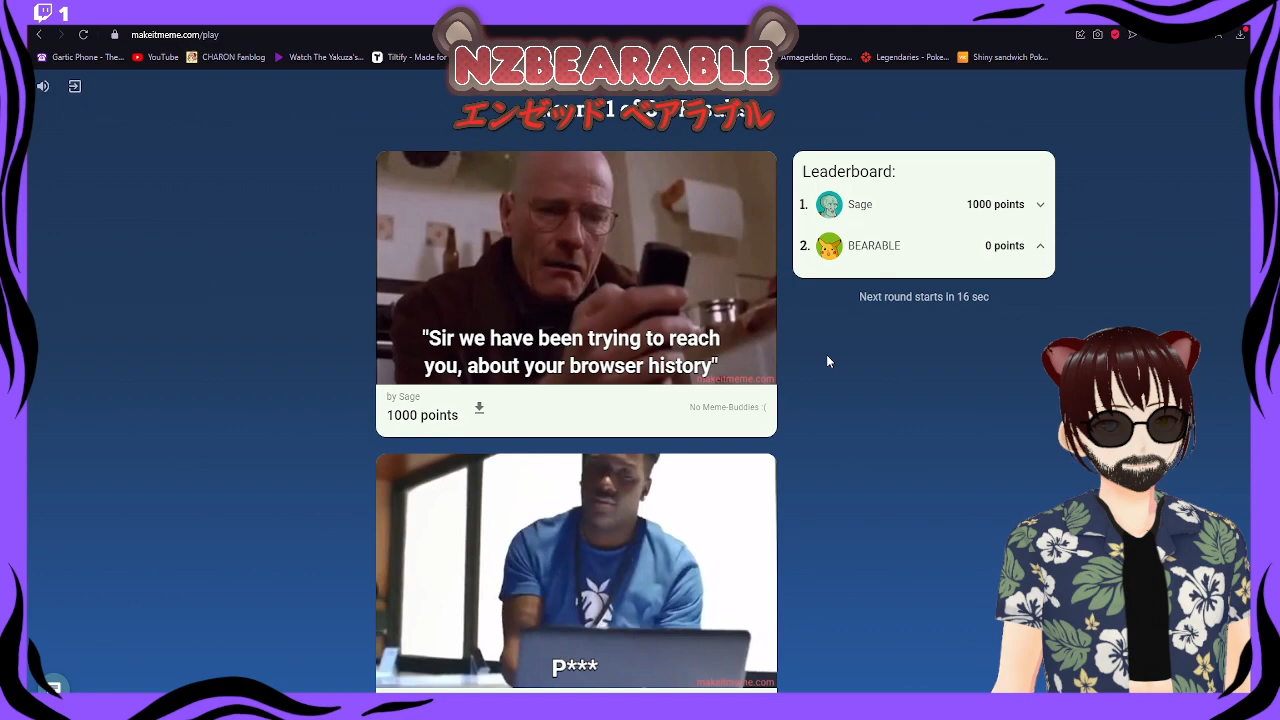 1
makeitmeme.com/play
Gartic Phone - The...
YouTube
CHARON Fanblog
Watch The Yakuza's...
Tiltify - Made for
Armageddon Expo...
Legendaries - Poke...
Shiny sandwich Pok...
NZBEARABLE
エンゼッド ベアラブル
Leaderboard:
1. Sage 1000 points
2. BEARABLE 0 points
Next round starts in 16 sec
"Sir we have been trying to reach
you, about your browser history"
makeitmeme.com
by Sage
1000 points
No Meme-Buddies :(
P***
makeitmeme.com